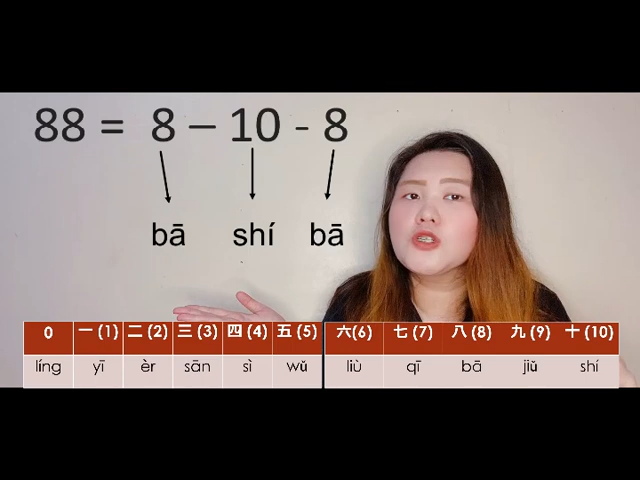 88 = 8 – 10 - 8
bā shí bā
0 一 (1) 二 (2) 三 (3) 四 (4) 五 (5) 六(6) 七 (7) 八 (8) 九 (9) 十 (10)
líng yī èr sān sì wǔ liù qī bā jiǔ shí